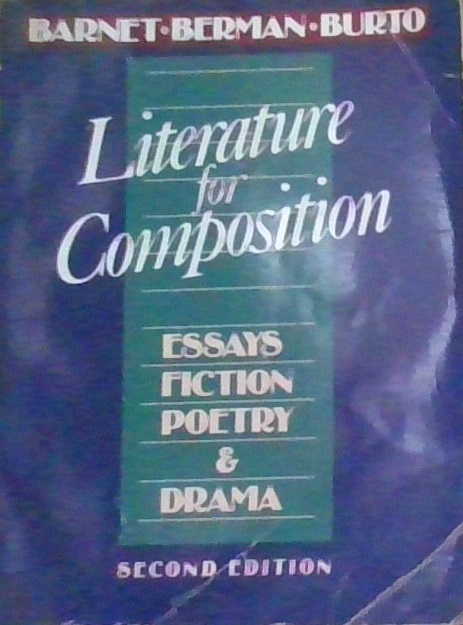 BARNET•BERMAN•BURTO
Literature
for
Composition
ESSAYS
FICTION
POETRY
&
DRAMA
SECOND EDITION